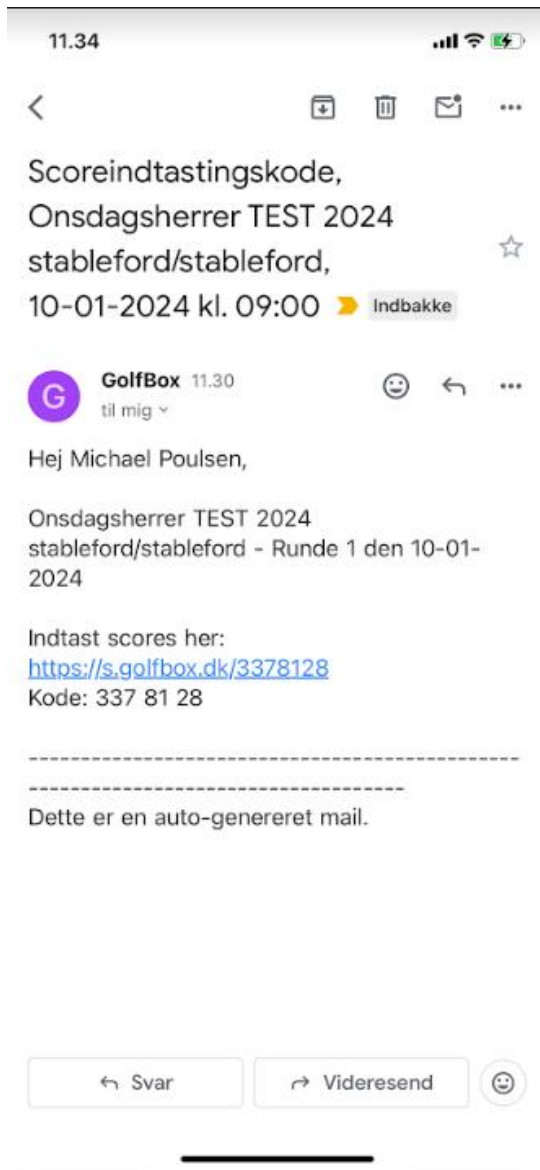 11.34
Scoreindtastingskode,
Onsdagsherrer TEST 2024
stableford/stableford,
10-01-2024 kl. 09:00 Indbakke
G
GolfBox 11.30
til mig
Hej Michael Poulsen,
Onsdagsherrer TEST 2024
stableford/stableford - Runde 1 den 10-01-
2024
Indtast scores her:
https://s.golfbox.dk/3378128
Kode: 337 81 28
-----------------------------------------------
------------------------------------
Dette er en auto-genereret mail.
Svar Videresend